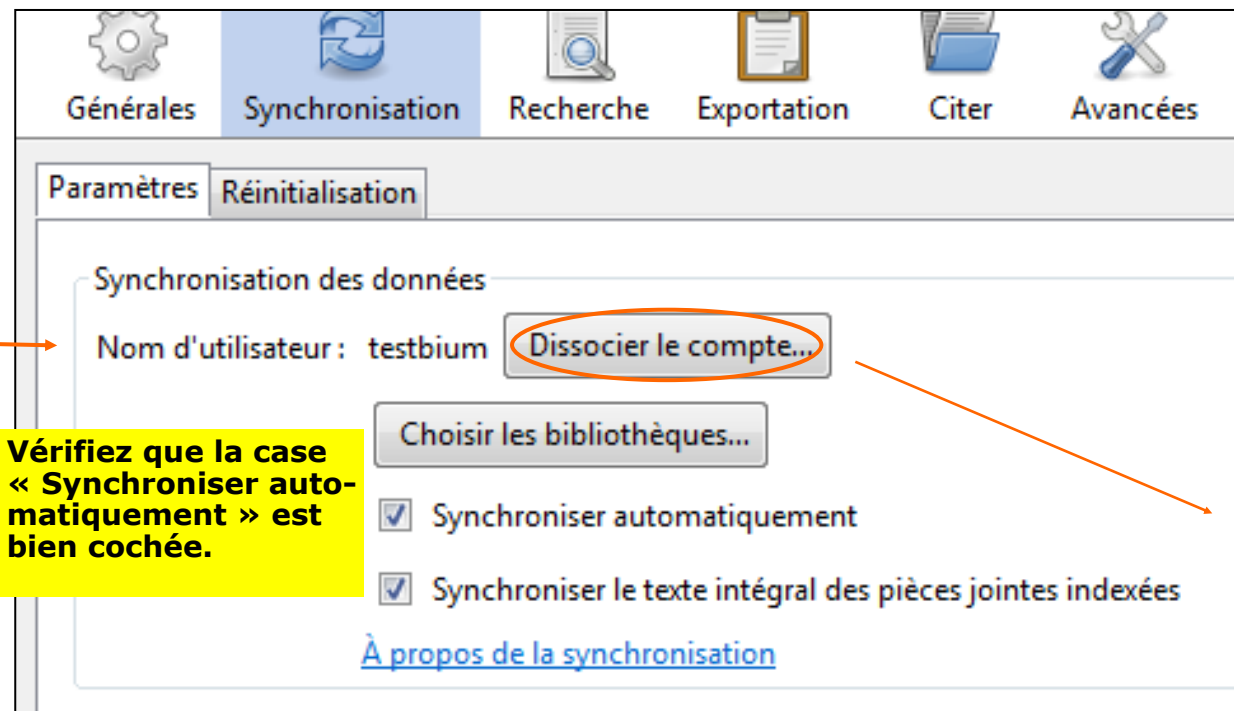 Générales Synchronisation Recherche Exportation Citer Avancées
Paramètres Réinitialisation
Synchronisation des données
Nom d'utilisateur : testbium Dissocier le compte...
Choisir les bibliothèques...
Vérifiez que la case
« Synchroniser auto-
matiquement » est
bien cochée.
Synchroniser automatiquement
Synchroniser le texte intégral des pièces jointes indexées
À propos de la synchronisation